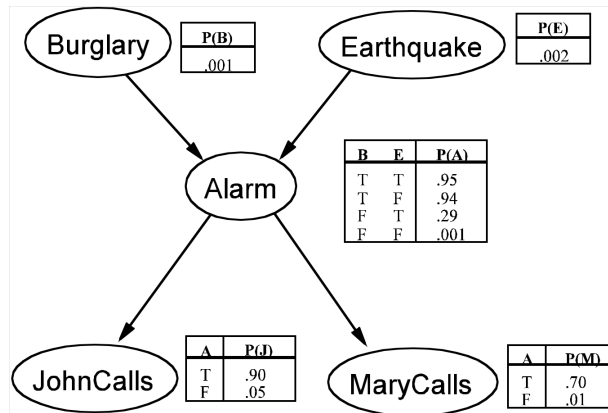 Burglary
P(B)
.001
Earthquake
P(E)
.002
Alarm
B E P(A)
T T .95
T F .94
F T .29
F F .001
JohnCalls
A P(J)
T .90
F .05
MaryCalls
A P(M)
T .70
F .01